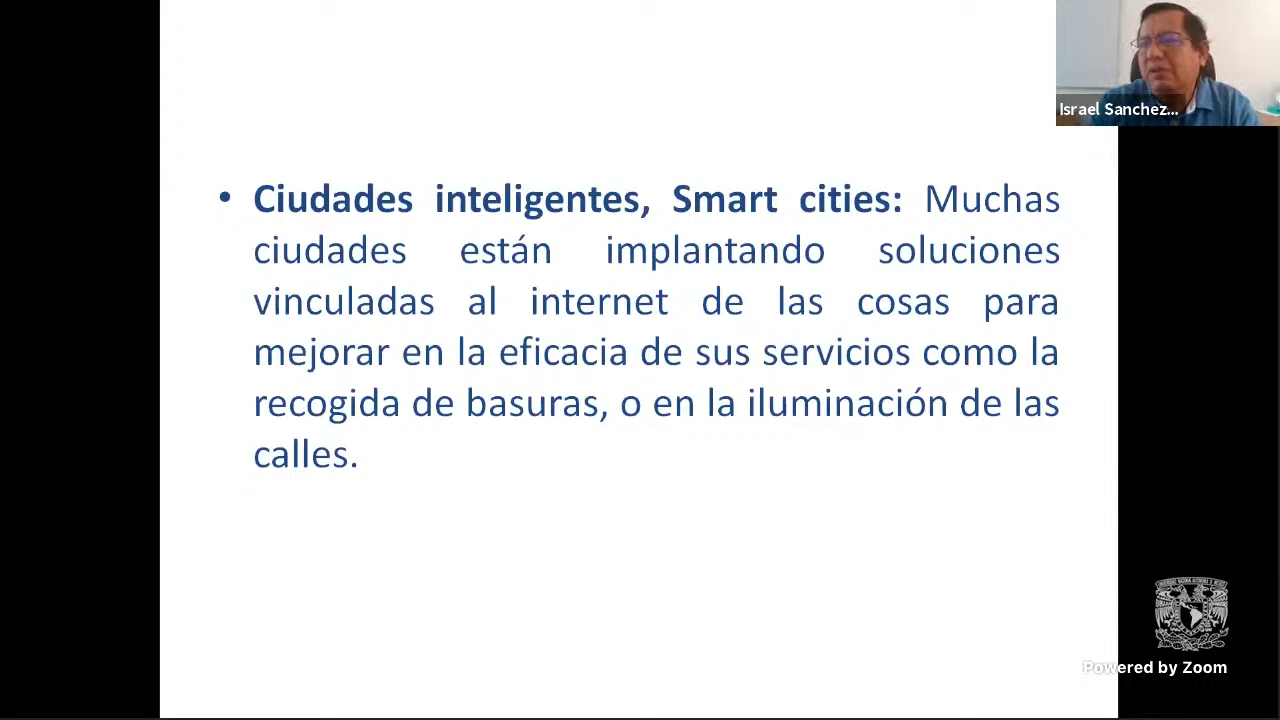 Israel Sanchez...
• Ciudades inteligentes, Smart cities: Muchas
ciudades están implantando soluciones
vinculadas al internet de las cosas para
mejorar en la eficacia de sus servicios como la
recogida de basuras, o en la iluminación de las
calles.
Powered by Zoom